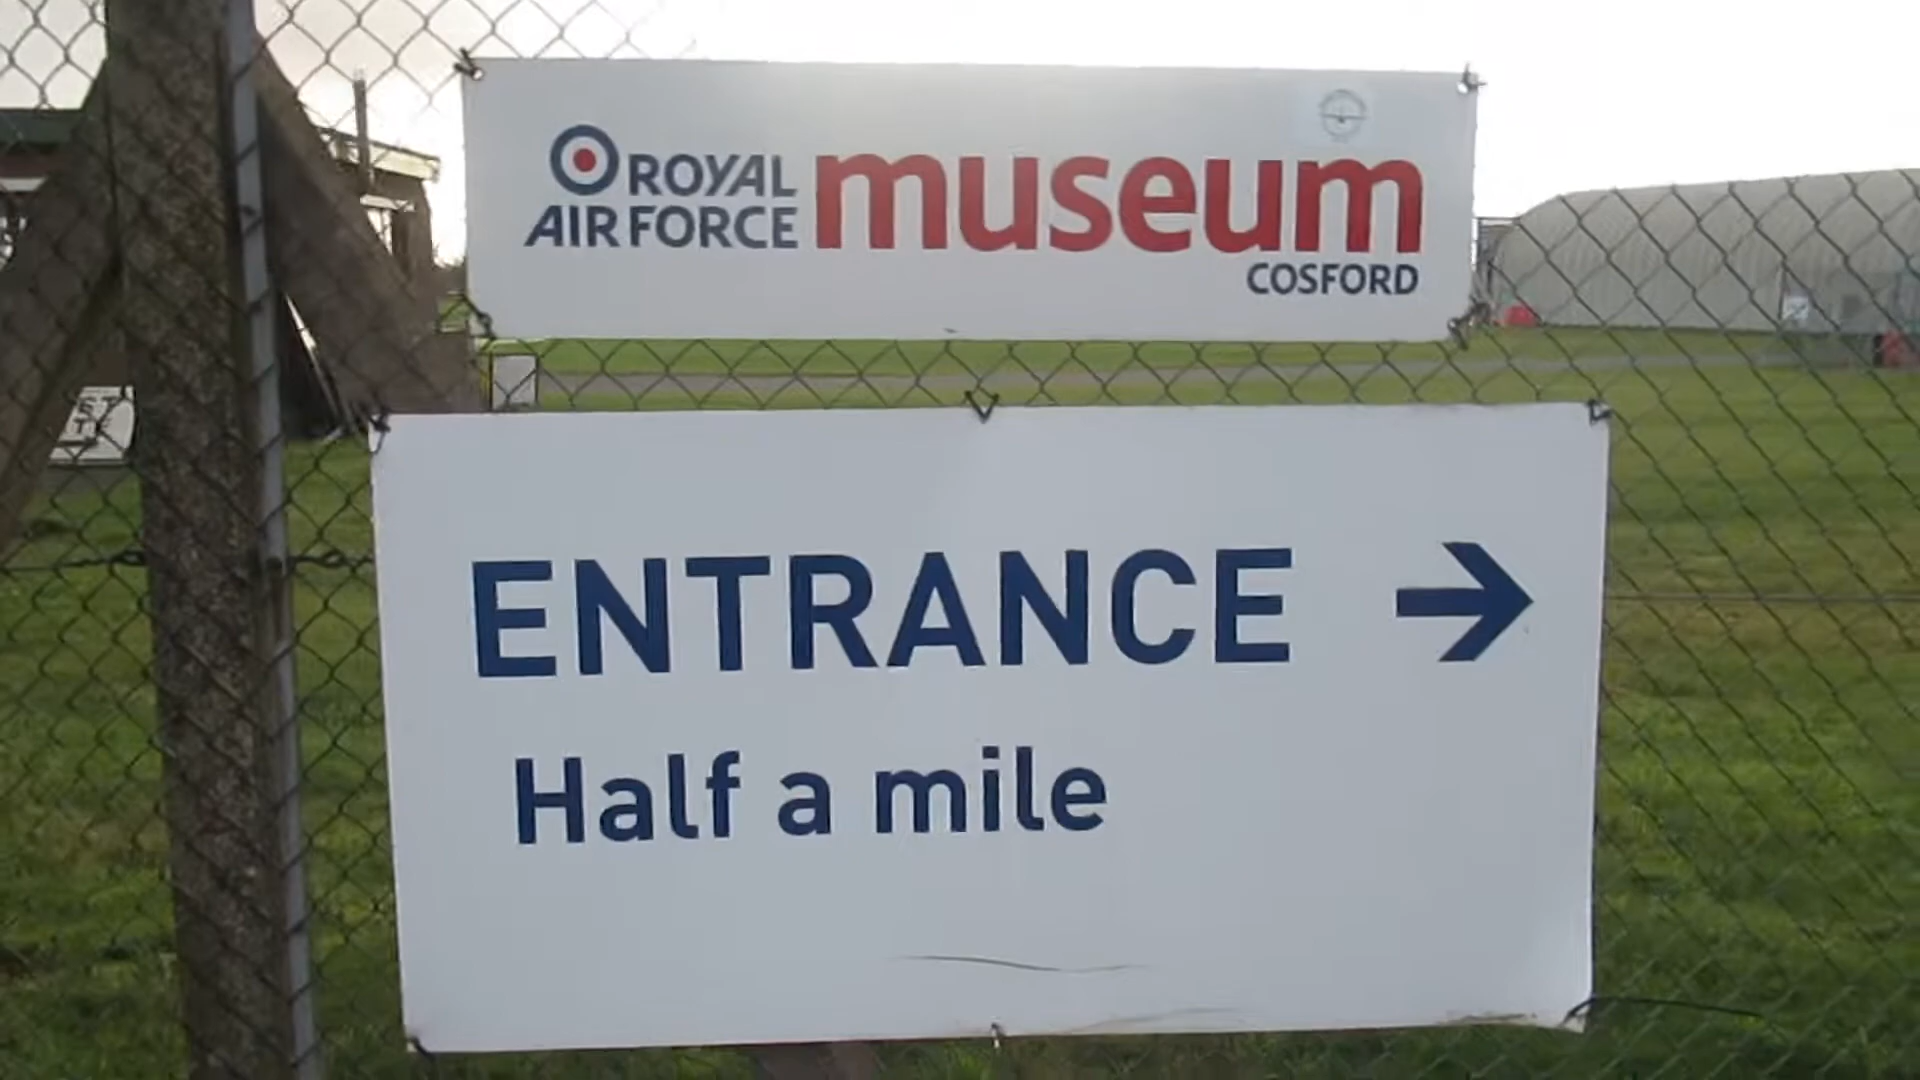 ROYAL
AIR FORCE
museum
COSFORD
ENTRANCE
Half a mile